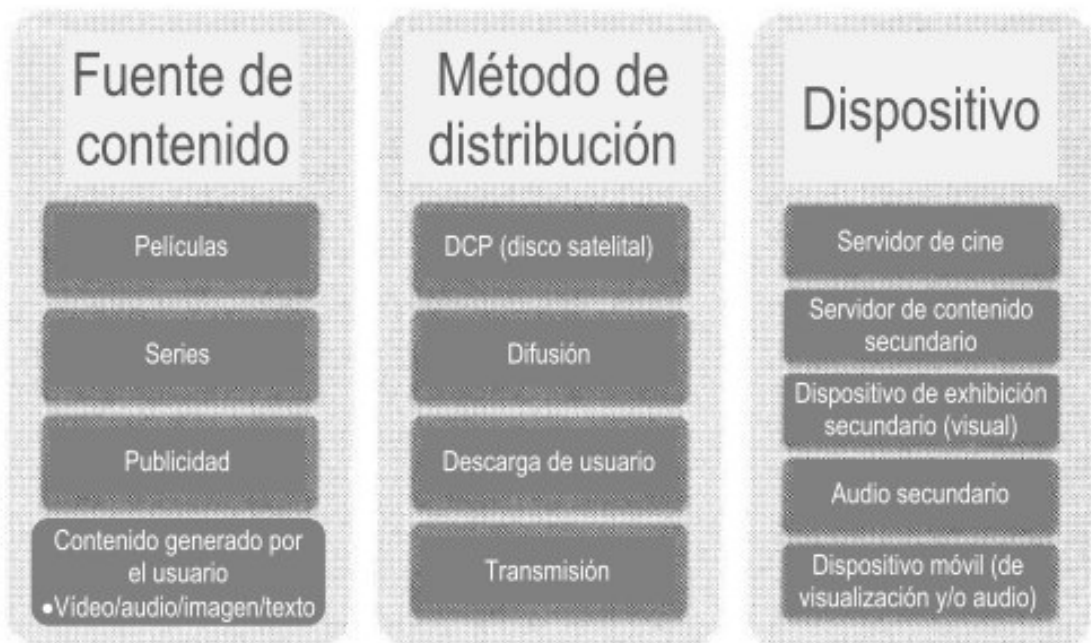 Fuente de
contenido
Películas
Series
Publicidad
Contenido generado por
el usuario
•Video/audio/imagen/texto
Método de
distribución
DCP (disco satelital)
Difusión
Descarga de usuario
Transmisión
Dispositivo
Servidor de cine
Servidor de contenido
secundario
Dispositivo de exhibición
secundario (visual)
Audio secundario
Dispositivo móvil (de
visualización y/o audio)